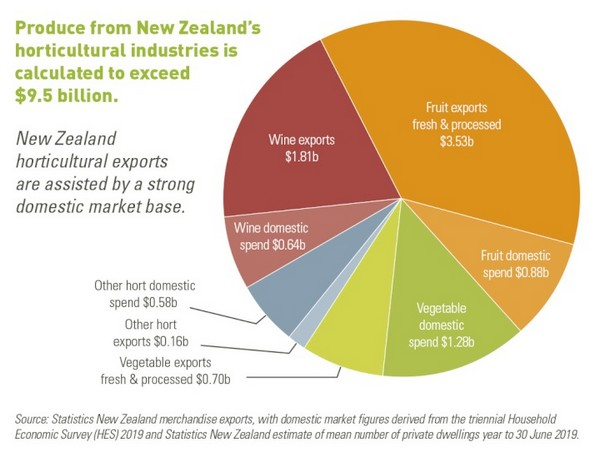 Produce from New Zealand's
horticultural industries is
calculated to exceed
$9.5 billion.
New Zealand
horticultural exports
are assisted by a strong
domestic market base.
Fruit exports
fresh & processed
$3.53b
Wine exports
$1.81b
Wine domestic
spend $0.64b
Fruit domestic
spend $0.88b
Other hort domestic
spend $0.58b
Vegetable
domestic
spend $1.28b
Other hort
exports $0.16b
Vegetable exports
fresh & processed $0.70b
Source: Statistics New Zealand merchandise exports, with domestic market figures derived from the triennial Household
Economic Survey (HES) 2019 and Statistics New Zealand estimate of mean number of private dwellings year to 30 June 2019.